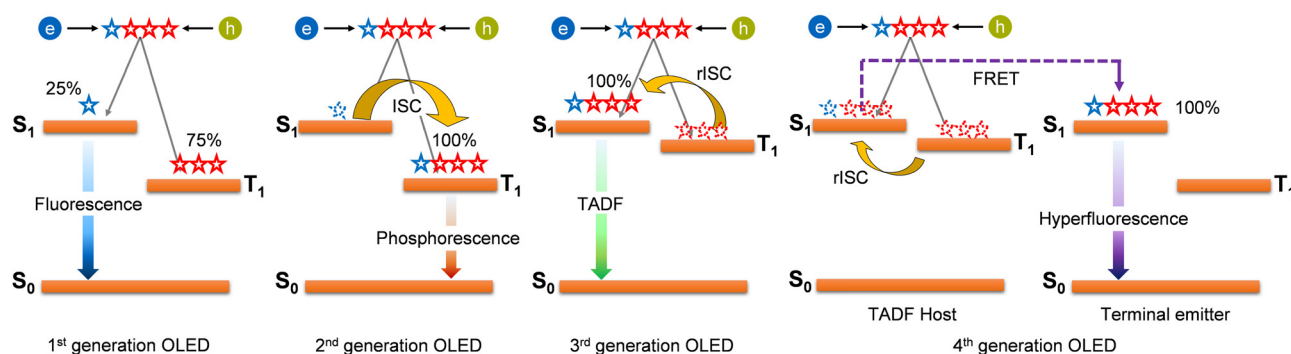 e
h
25%
S1
75%
T1
Fluorescence
S0
1st generation OLED
e
h
ISC
S1
100%
T1
Phosphorescence
S0
2nd generation OLED
e
h
100%
rISC
S1
T1
TADF
S0
3rd generation OLED
e
h
FRET
S1
T1
rISC
100%
S1
Hyperfluorescence
S0
S0
TADF Host
Terminal emitter
4th generation OLED